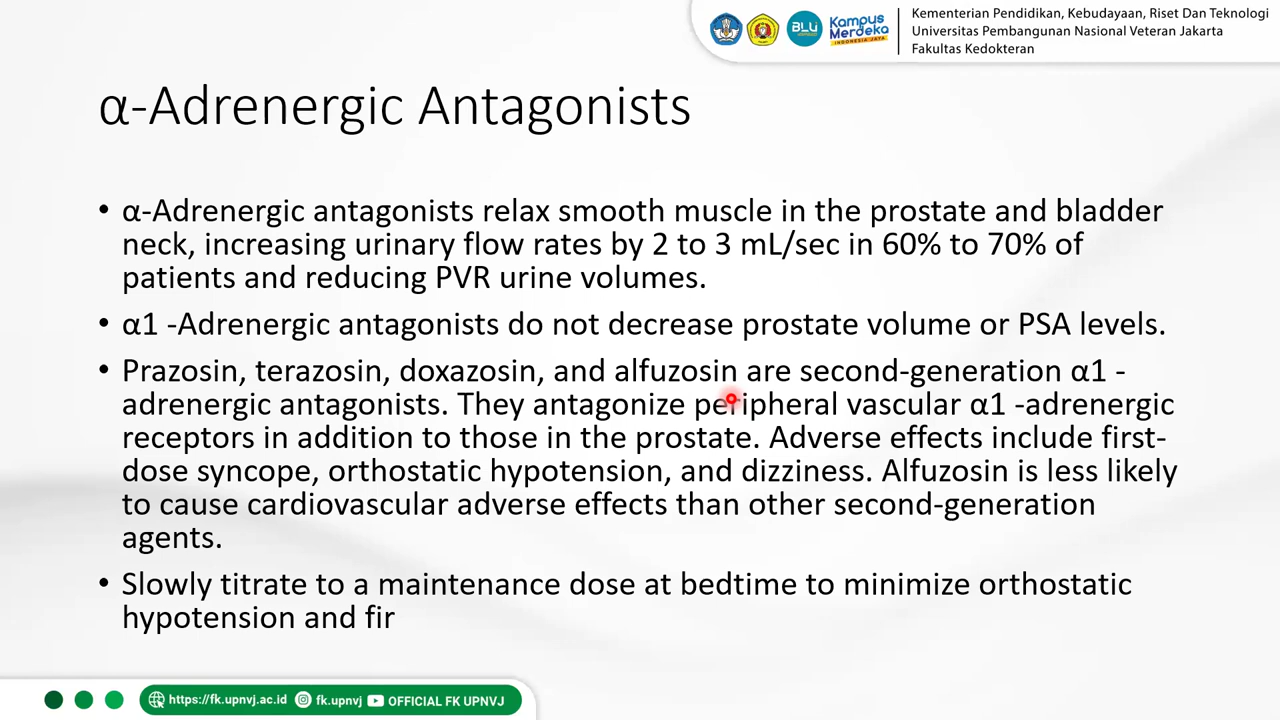 BLU
Kampus
Merdeka
INDONESIA JAYA
Kementerian Pendidikan, Kebudayaan, Riset Dan Teknologi
Universitas Pembangunan Nasional Veteran Jakarta
Fakultas Kedokteran
α-Adrenergic Antagonists
• α-Adrenergic antagonists relax smooth muscle in the prostate and bladder
neck, increasing urinary flow rates by 2 to 3 mL/sec in 60% to 70% of
patients and reducing PVR urine volumes.
• α1 -Adrenergic antagonists do not decrease prostate volume or PSA levels.
• Prazosin, terazosin, doxazosin, and alfuzosin are second-generation α1 -
adrenergic antagonists. They antagonize peripheral vascular α1 -adrenergic
receptors in addition to those in the prostate. Adverse effects include first-
dose syncope, orthostatic hypotension, and dizziness. Alfuzosin is less likely
to cause cardiovascular adverse effects than other second-generation
agents.
• Slowly titrate to a maintenance dose at bedtime to minimize orthostatic
hypotension and fir
https://fk.upnvj.ac.id fk.upnvj OFFICIAL FK UPNVJ